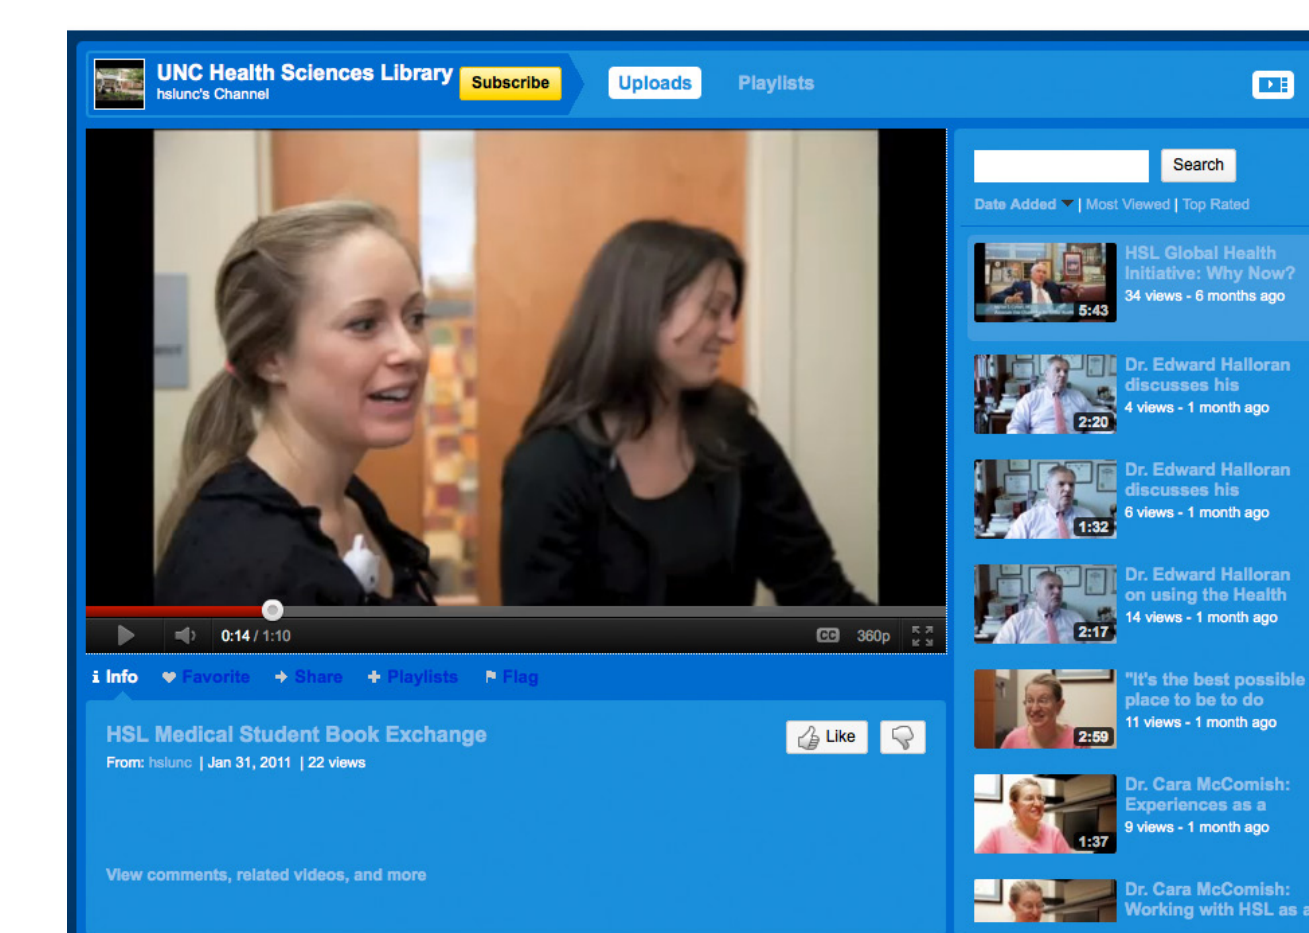 UNC Health Sciences Library
hslunc's Channel
Subscribe
Uploads
Playlists
Search
Date Added | Most Viewed | Top Rated
HSL Global Health
Initiative: Why Now?
34 views - 6 months ago
5:43
Dr. Edward Halloran
discusses his
4 views - 1 month ago
2:20
Dr. Edward Halloran
discusses his
6 views - 1 month ago
1:32
Dr. Edward Halloran
on using the Health
14 views - 1 month ago
2:17
"It's the best possible
place to be to do
11 views - 1 month ago
2:59
Dr. Cara McComish:
Experiences as a
9 views - 1 month ago
1:37
Dr. Cara McComish:
Working with HSL as a
0:14 / 1:10
CC
360p
Info
Favorite
Share
Playlists
Flag
HSL Medical Student Book Exchange
From: hslunc | Jan 31, 2011 | 22 views
Like
View comments, related videos, and more